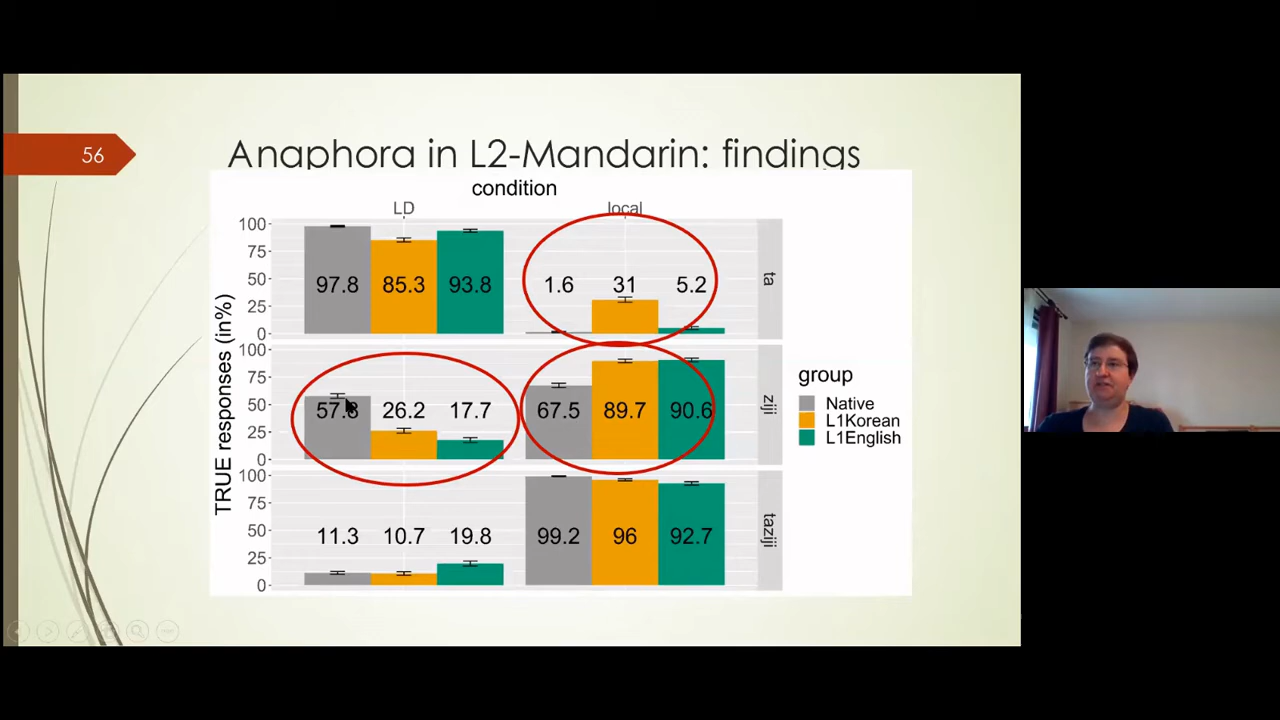 56
Anaphora in L2-Mandarin: findings
condition
LD
local
TRUE responses (in%)
100
75
50
25
0
97.8 85.3 93.8
1.6 31 5.2
ta
100
75
50
25
0
57.8 26.2 17.7
67.5 89.7 90.6
ziji
100
75
50
25
0
11.3 10.7 19.8
99.2 96 92.7
taziji
group
Native
L1Korean
L1English